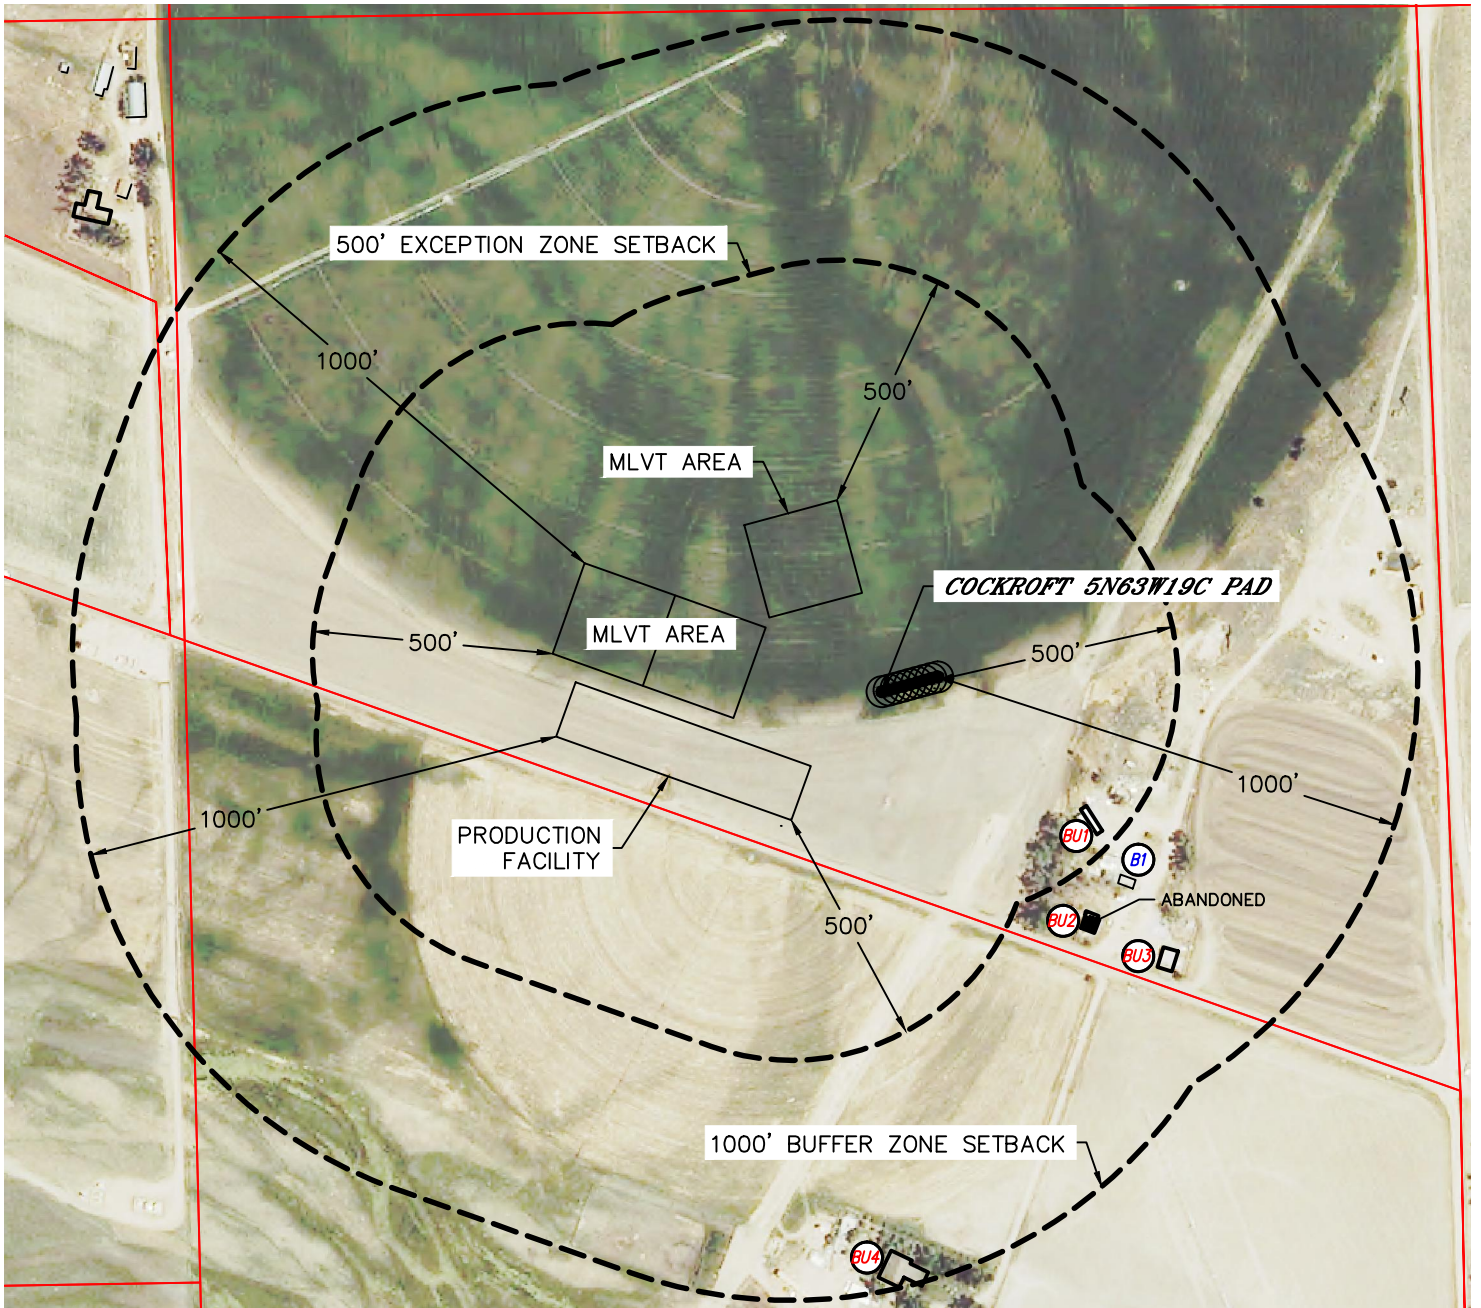 500' EXCEPTION ZONE SETBACK
1000'
500'
MLVT AREA
COCKROFT 5N63W19C PAD
MLVT AREA
500'
500'
1000'
1000'
PRODUCTION
FACILITY
BU1
B1
ABANDONED
BU2
500'
BU3
1000' BUFFER ZONE SETBACK
BU4